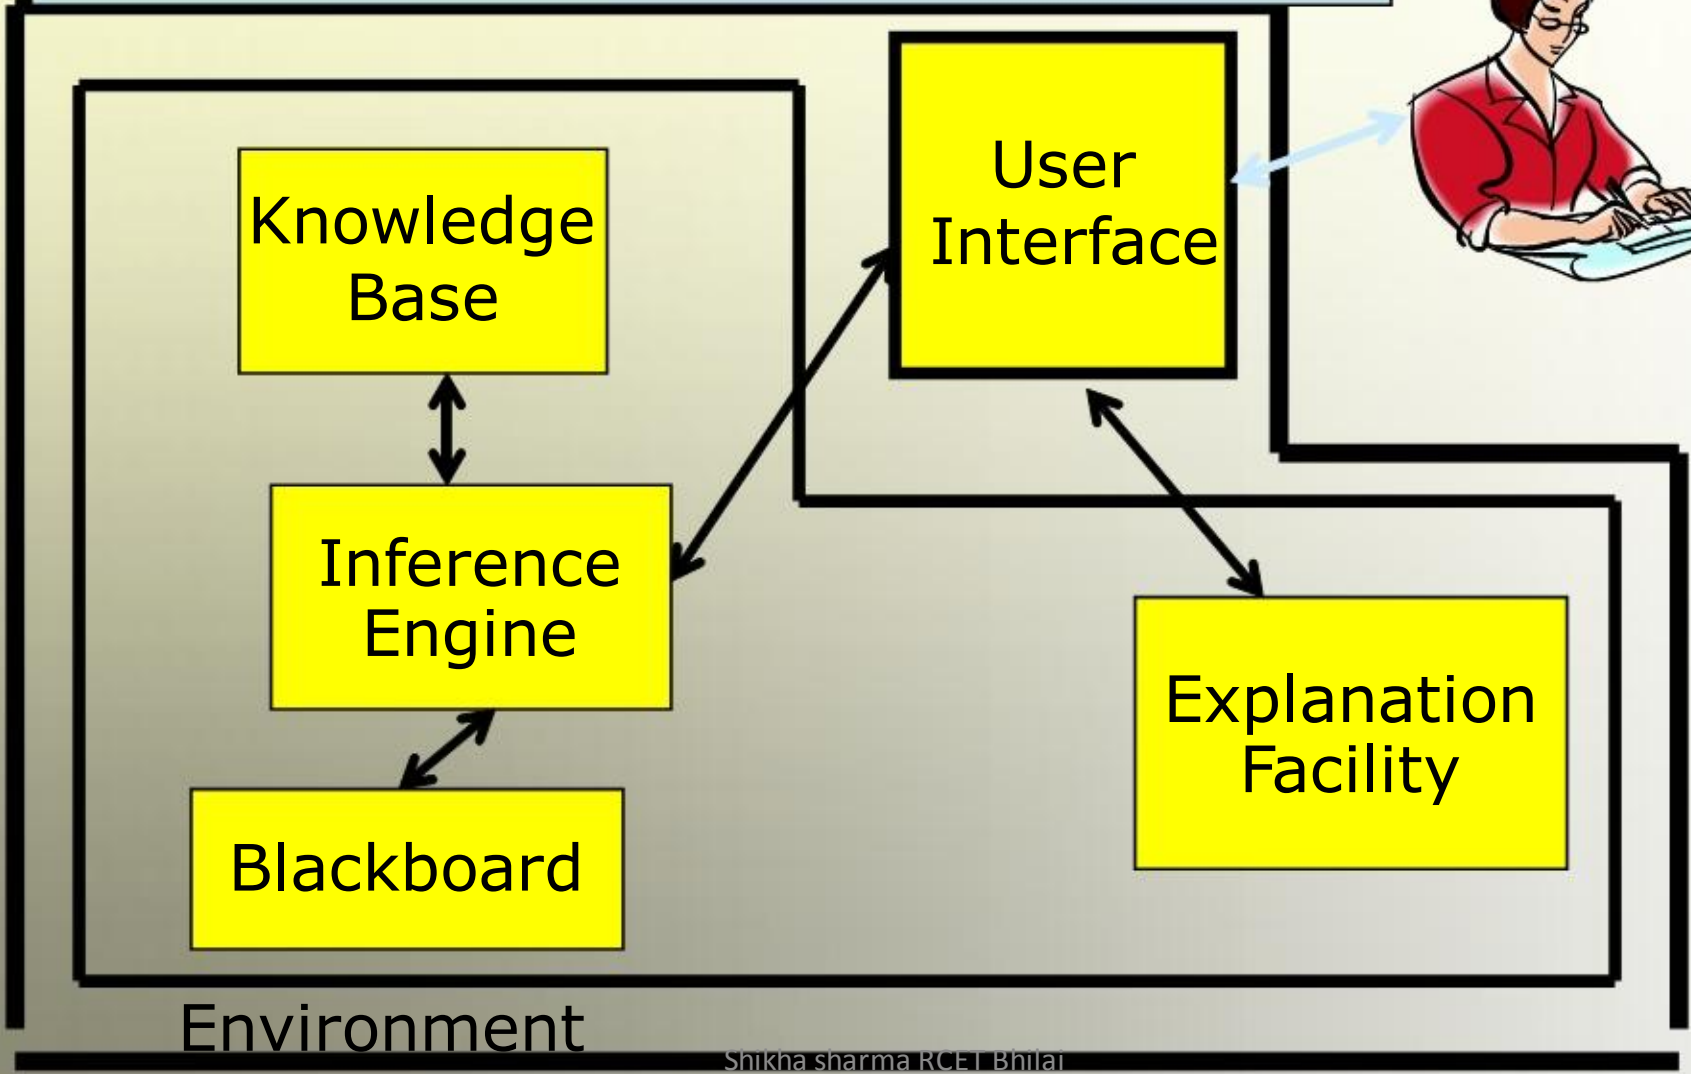 User
Interface
Knowledge
Base
Inference
Engine
Explanation
Facility
Blackboard
Environment
Shikha sharma RCET Bhilai